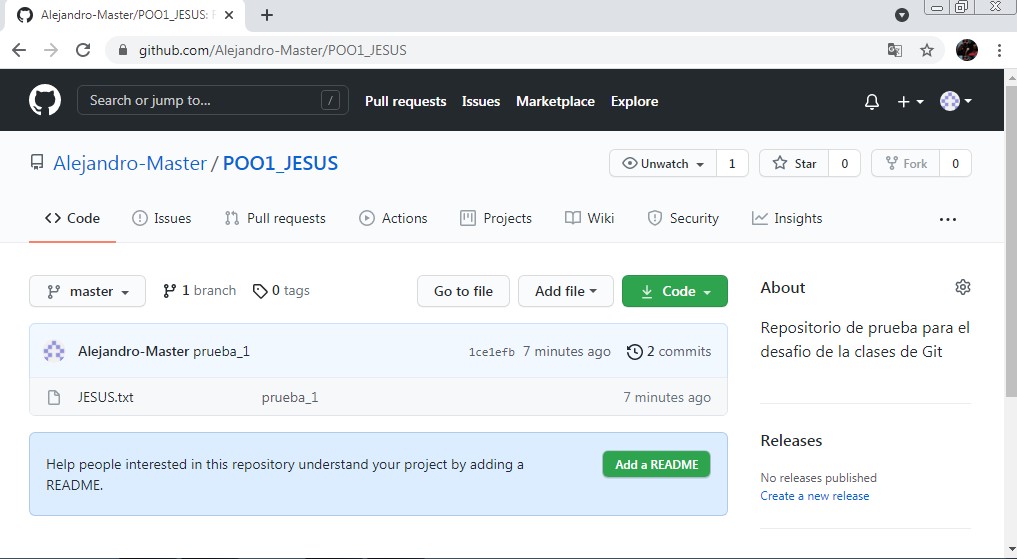 Alejandro-Master/POO1_JESUS:
github.com/Alejandro-Master/POO1_JESUS
Search or jump to... /
Pull requests Issues Marketplace Explore
Alejandro-Master / POO1_JESUS
Unwatch 1 Star 0 Fork 0
Code Issues Pull requests Actions Projects Wiki Security Insights ...
master 1 branch 0 tags Go to file Add file Code
Alejandro-Master prueba_1 1ce1efb 7 minutes ago 2 commits
JESUS.txt prueba_1 7 minutes ago
Help people interested in this repository understand your project by adding a
README.
Add a README
About
Repositorio de prueba para el
desafio de la clases de Git
Releases
No releases published
Create a new release